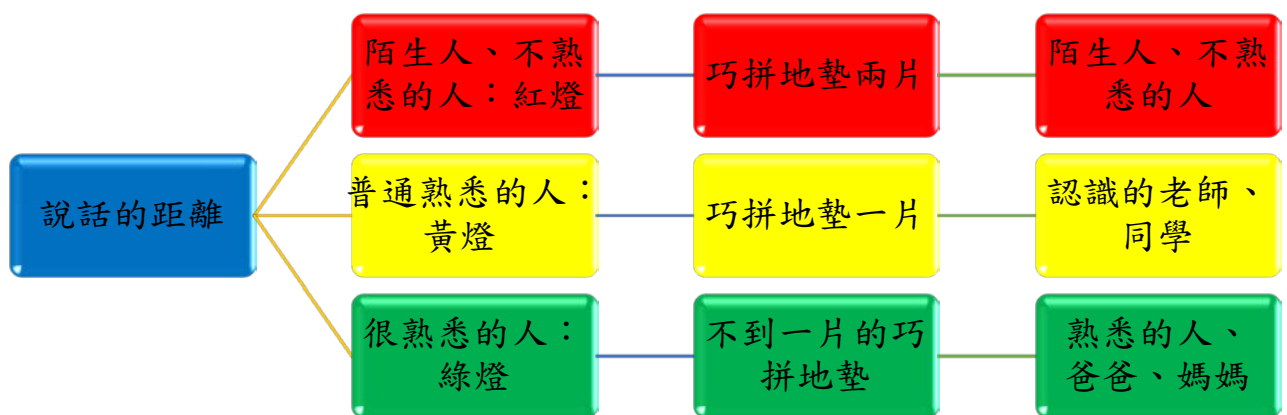 陌生人、不熟
悉的人：紅燈
巧拼地墊兩片
陌生人、不熟
悉的人
說話的距離
普通熟悉的人：
黃燈
巧拼地墊一片
認識的老師、
同學
很熟悉的人：
綠燈
不到一片的巧
拼地墊
熟悉的人、
爸爸、媽媽